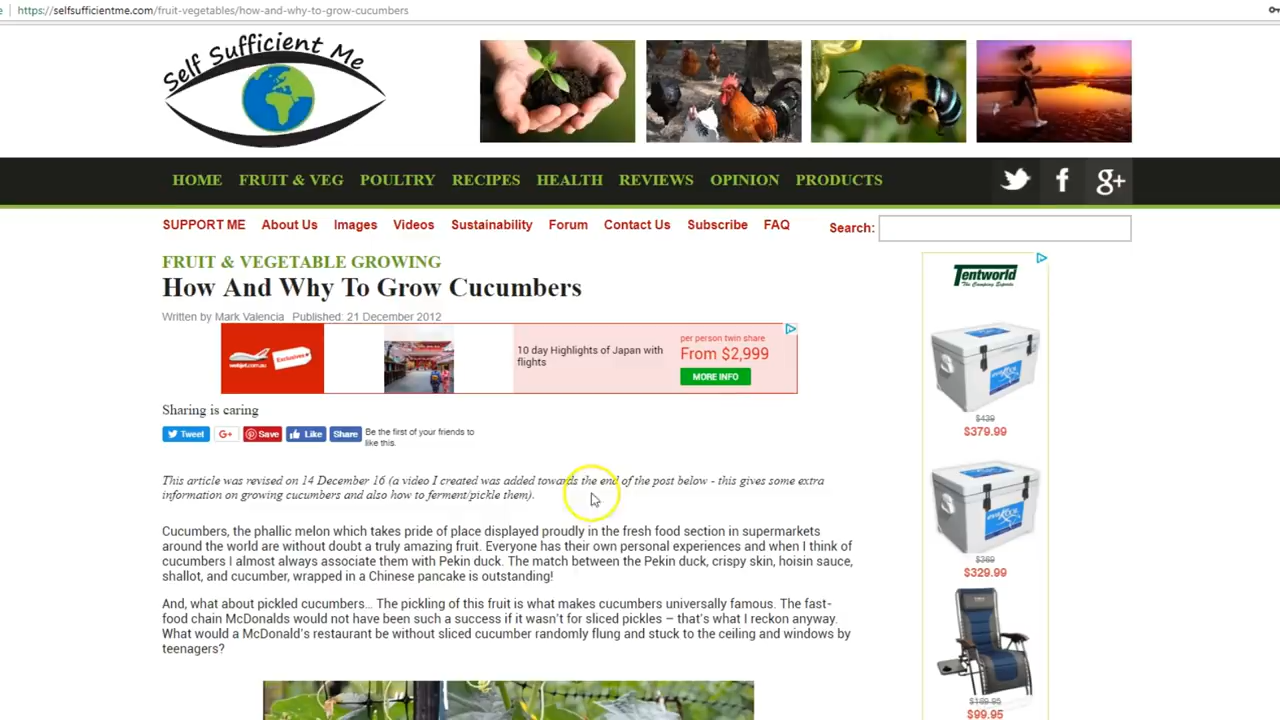 https://selfsufficientme.com/fruit-vegetables/how-and-why-to-grow-cucumbers
Self Sufficient Me
HOME FRUIT & VEG POULTRY RECIPES HEALTH REVIEWS OPINION PRODUCTS
SUPPORT ME About Us Images Videos Sustainability Forum Contact Us Subscribe FAQ Search:
FRUIT & VEGETABLE GROWING
How And Why To Grow Cucumbers
Written by Mark Valencia Published: 21 December 2012
webjet.com.au Exclusives
10 day Highlights of Japan with
flights
per person twin share
From $2,999
MORE INFO
Sharing is caring
Tweet G+ Save Like Share Be the first of your friends to
like this.
This article was revised on 14 December 16 (a video I created was added towards the end of the post below - this gives some extra
information on growing cucumbers and also how to ferment/pickle them).
Cucumbers, the phallic melon which takes pride of place displayed proudly in the fresh food section in supermarkets
around the world are without doubt a truly amazing fruit. Everyone has their own personal experiences and when I think of
cucumbers I almost always associate them with Pekin duck. The match between the Pekin duck, crispy skin, hoisin sauce,
shallot, and cucumber, wrapped in a Chinese pancake is outstanding!
And, what about pickled cucumbers... The pickling of this fruit is what makes cucumbers universally famous. The fast-
food chain McDonalds would not have been such a success if it wasn't for sliced pickles – that's what I reckon anyway.
What would a McDonald's restaurant be without sliced cucumber randomly flung and stuck to the ceiling and windows by
teenagers?
Tentworld
The Camping Experts
$439
$379.99
$369
$329.99
$199.95
$99.95